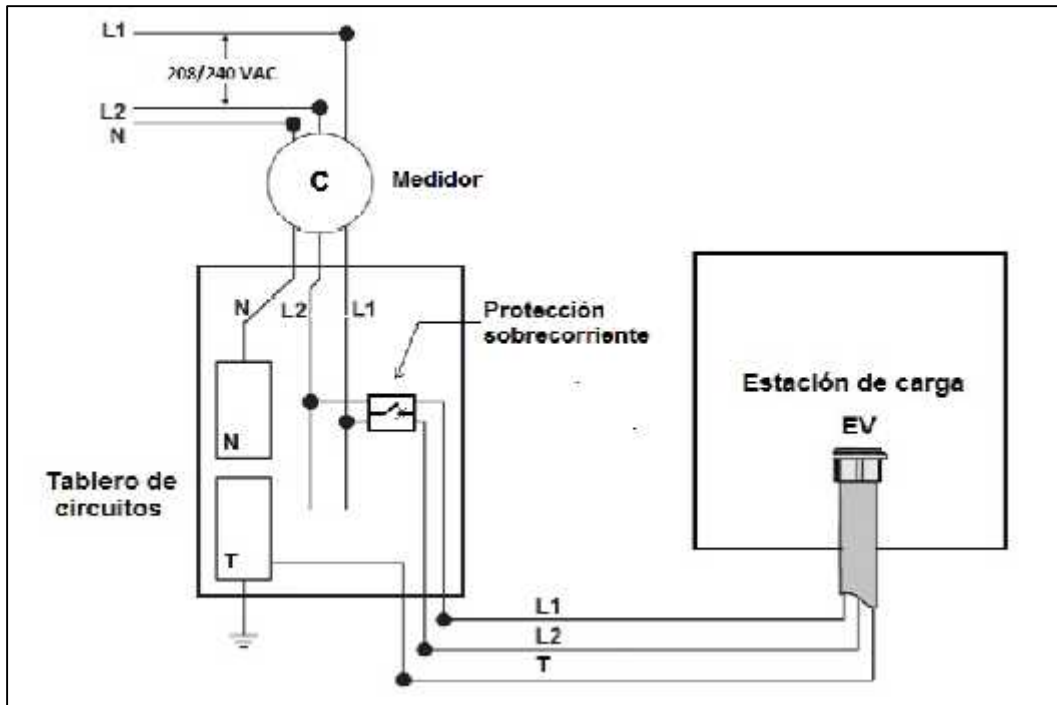 L1
208/240 VAC
L2
N
C
Medidor
N
L2
L1
Protección
sobrecorriente
Estación de carga
EV
N
Tablero de
circuitos
T
L1
L2
T